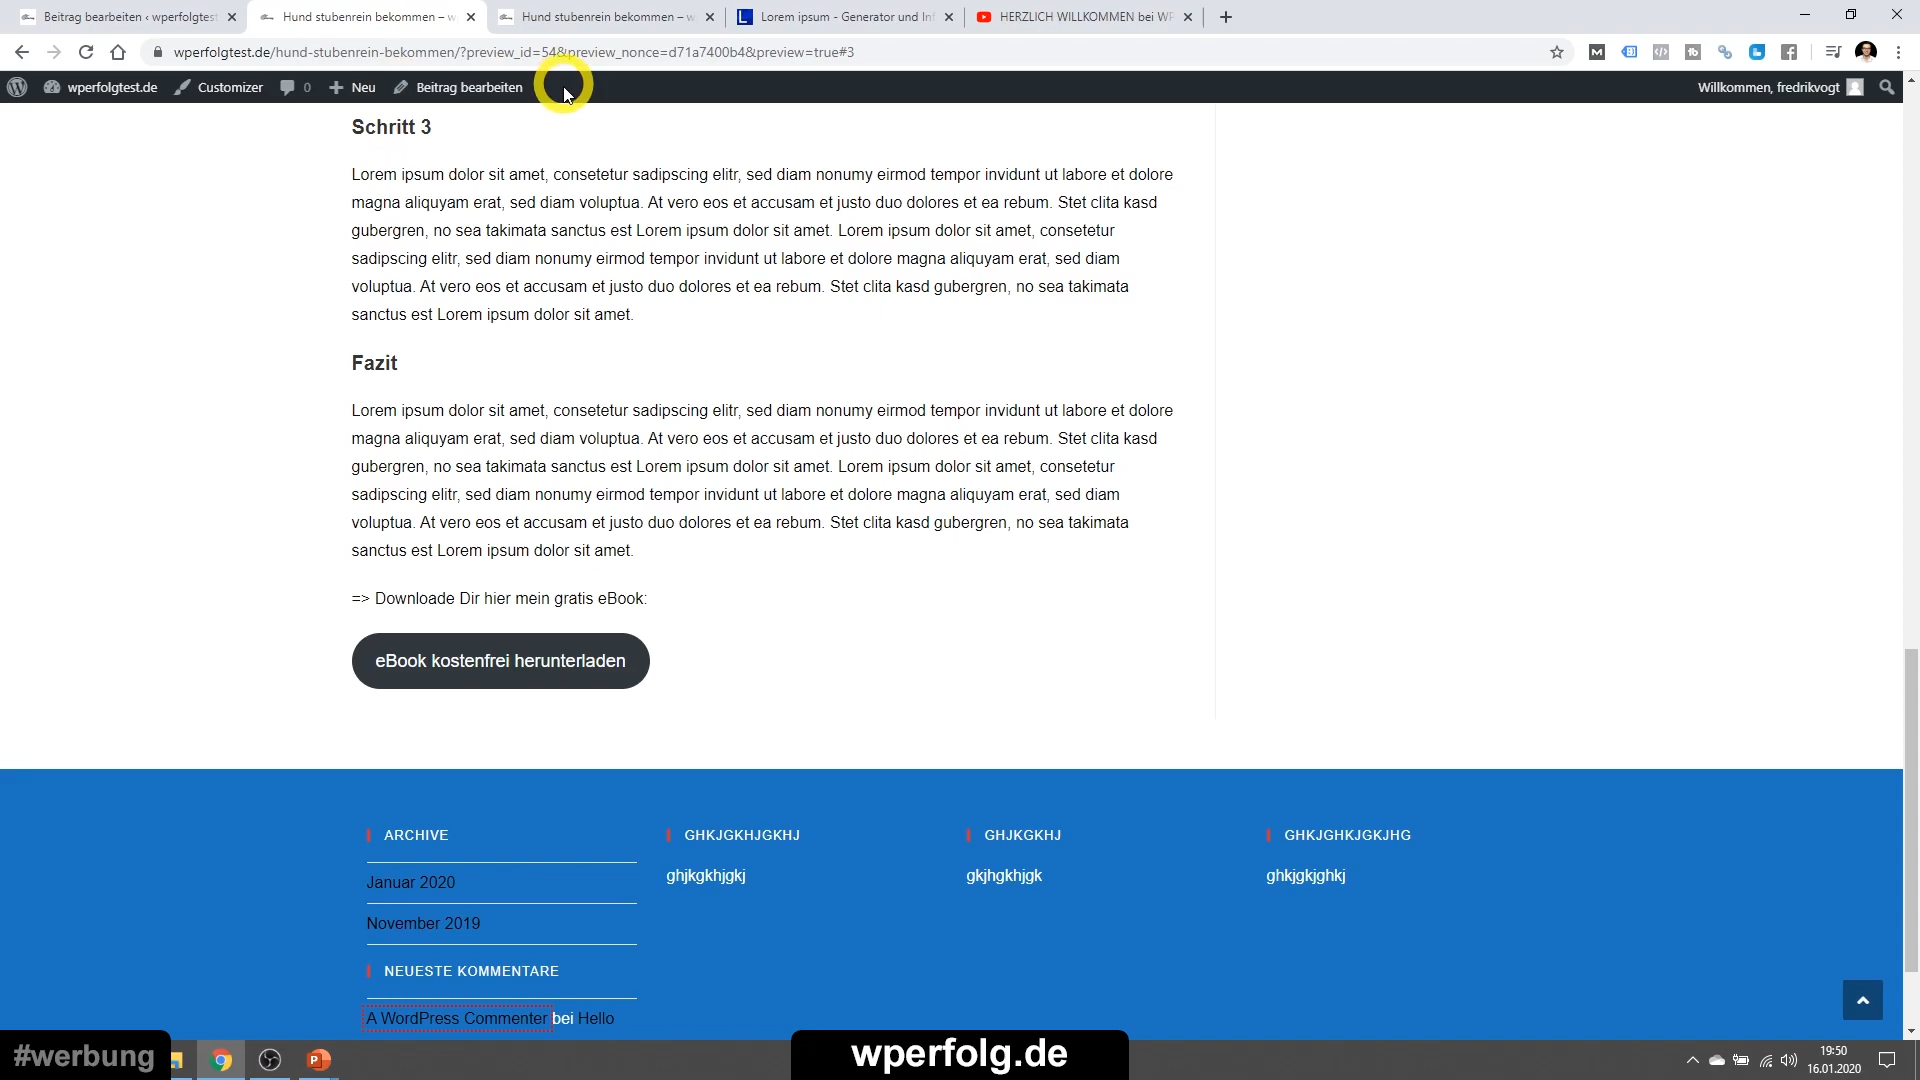 Beitrag bearbeiten ‹ wperfolgtest
Hund stubenrein bekommen – w
Hund stubenrein bekommen – w
Lorem ipsum - Generator und Inf
HERZLICH WILLKOMMEN bei WP
wperfolgtest.de/hund-stubenrein-bekommen/?preview_id=54&preview_nonce=d71a7400b4&preview=true#3
wperfolgtest.de
Customizer
0
Neu
Beitrag bearbeiten
Willkommen, fredrikvogt
Schritt 3
Lorem ipsum dolor sit amet, consetetur sadipscing elitr, sed diam nonumy eirmod tempor invidunt ut labore et dolore
magna aliquyam erat, sed diam voluptua. At vero eos et accusam et justo duo dolores et ea rebum. Stet clita kasd
gubergren, no sea takimata sanctus est Lorem ipsum dolor sit amet. Lorem ipsum dolor sit amet, consetetur
sadipscing elitr, sed diam nonumy eirmod tempor invidunt ut labore et dolore magna aliquyam erat, sed diam
voluptua. At vero eos et accusam et justo duo dolores et ea rebum. Stet clita kasd gubergren, no sea takimata
sanctus est Lorem ipsum dolor sit amet.
Fazit
Lorem ipsum dolor sit amet, consetetur sadipscing elitr, sed diam nonumy eirmod tempor invidunt ut labore et dolore
magna aliquyam erat, sed diam voluptua. At vero eos et accusam et justo duo dolores et ea rebum. Stet clita kasd
gubergren, no sea takimata sanctus est Lorem ipsum dolor sit amet. Lorem ipsum dolor sit amet, consetetur
sadipscing elitr, sed diam nonumy eirmod tempor invidunt ut labore et dolore magna aliquyam erat, sed diam
voluptua. At vero eos et accusam et justo duo dolores et ea rebum. Stet clita kasd gubergren, no sea takimata
sanctus est Lorem ipsum dolor sit amet.
=> Downloade Dir hier mein gratis eBook:
eBook kostenfrei herunterladen
ARCHIVE
Januar 2020
November 2019
NEUESTE KOMMENTARE
A WordPress Commenter bei Hello
GHKJGKHJGKHJ
ghjkgkhjgkj
GHJKGKHJ
gkjhgkhjgk
GHKJGHKJGKJHG
ghkjgkjghkj
#werbung
wperfolg.de
19:50
16.01.2020